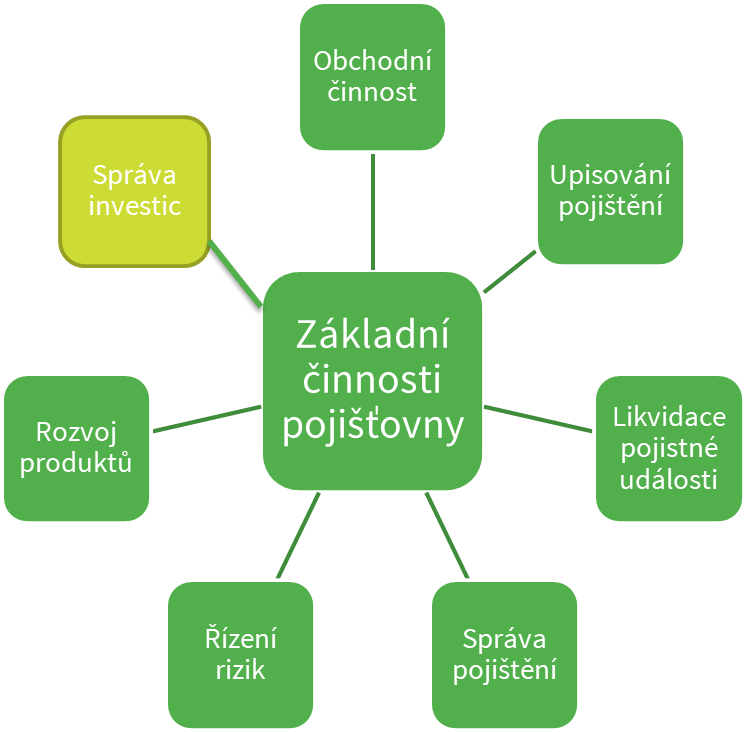 Obchodní
činnost
Upisování
pojištění
Správa
investic
Základní
činnosti
pojišťovny
Likvidace
pojistné
události
Rozvoj
produktů
Řízení
rizik
Správa
pojištění